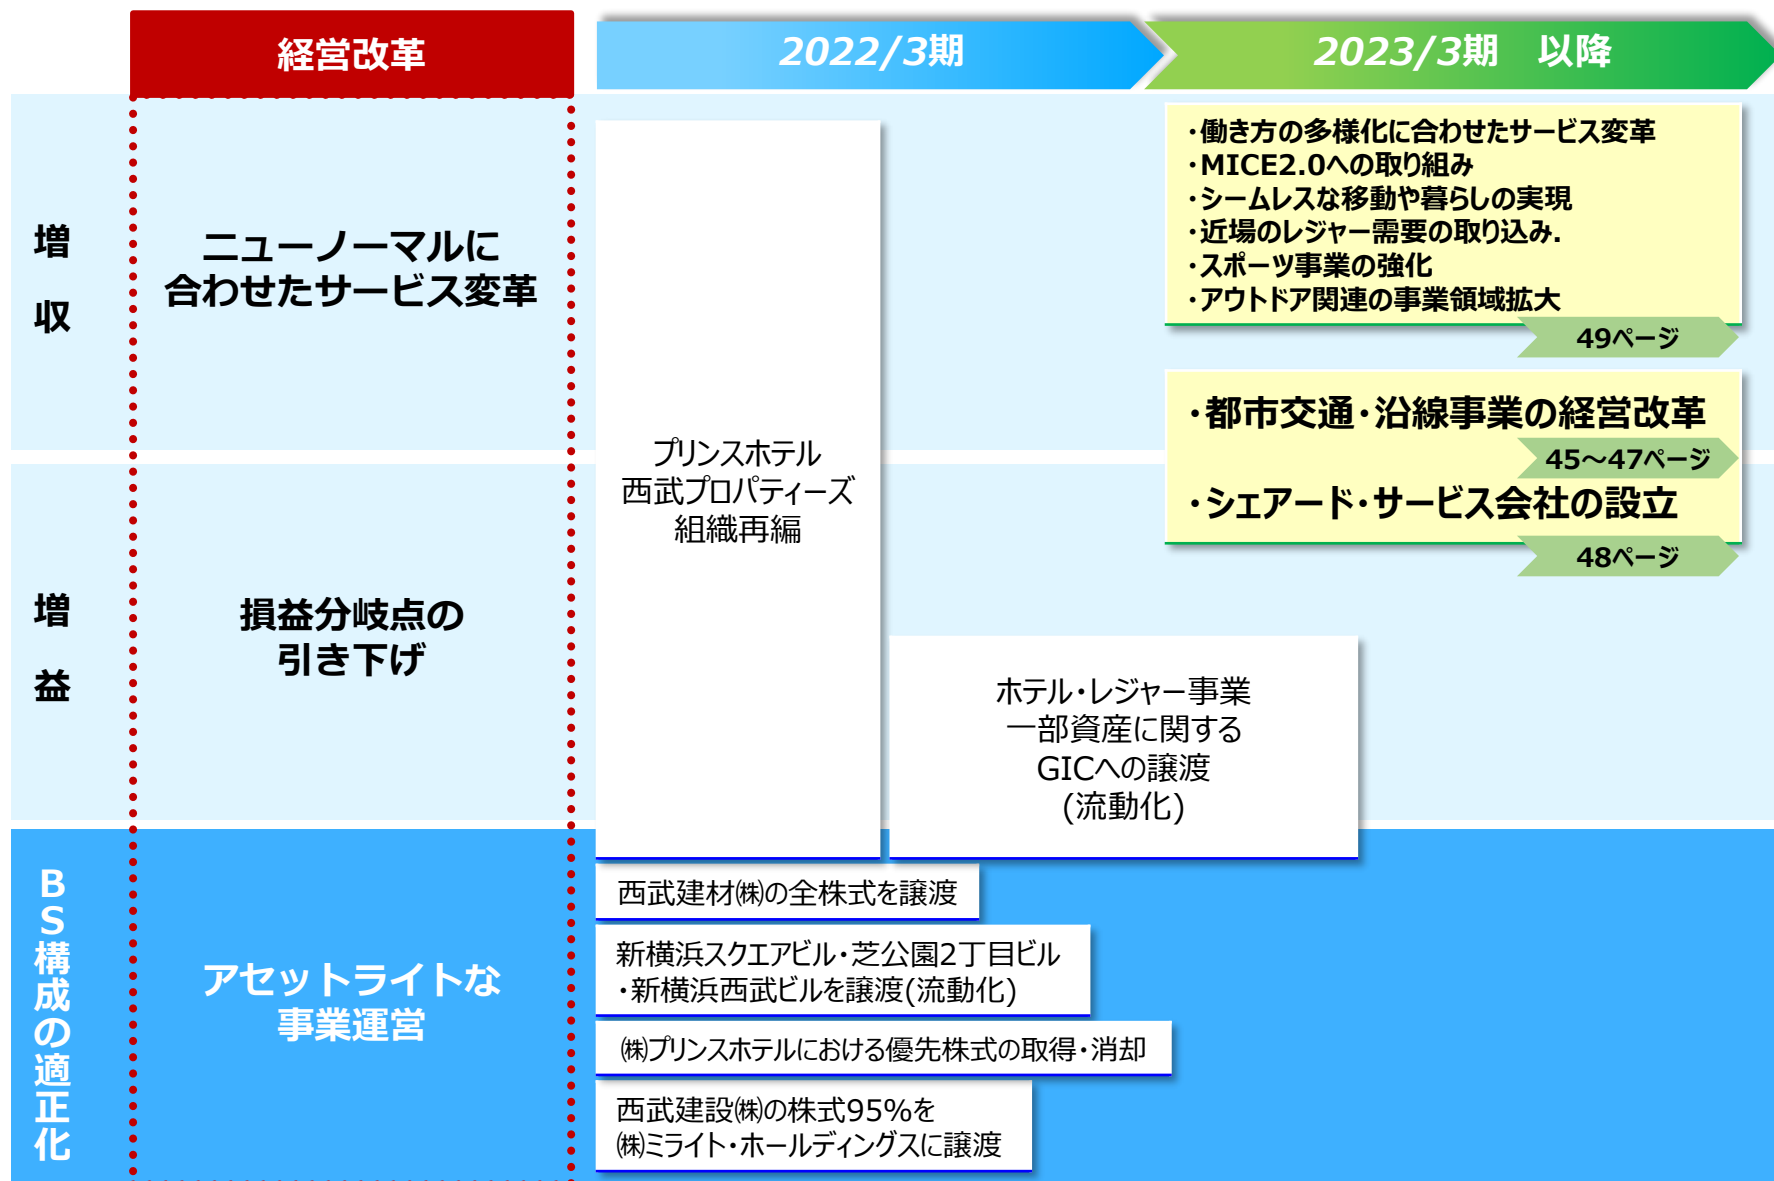 経営改革
2022/3期
2023/3期　以降
増収
ニューノーマルに
合わせたサービス変革
・働き方の多様化に合わせたサービス変革
・MICE2.0への取り組み
・シームレスな移動や暮らしの実現
・近場のレジャー需要の取り込み.
・スポーツ事業の強化
・アウトドア関連の事業領域拡大
49ページ
・都市交通・沿線事業の経営改革
45～47ページ
・シェアード・サービス会社の設立
48ページ
プリンスホテル
西武プロパティーズ
組織再編
増益
損益分岐点の
引き下げ
ホテル・レジャー事業
一部資産に関する
GICへの譲渡
(流動化)
BS構成の適正化
アセットライトな
事業運営
西武建材㈱の全株式を譲渡
新横浜スクエアビル・芝公園2丁目ビル
・新横浜西武ビルを譲渡(流動化)
㈱プリンスホテルにおける優先株式の取得・消却
西武建設㈱の株式95%を
㈱ミライト・ホールディングスに譲渡